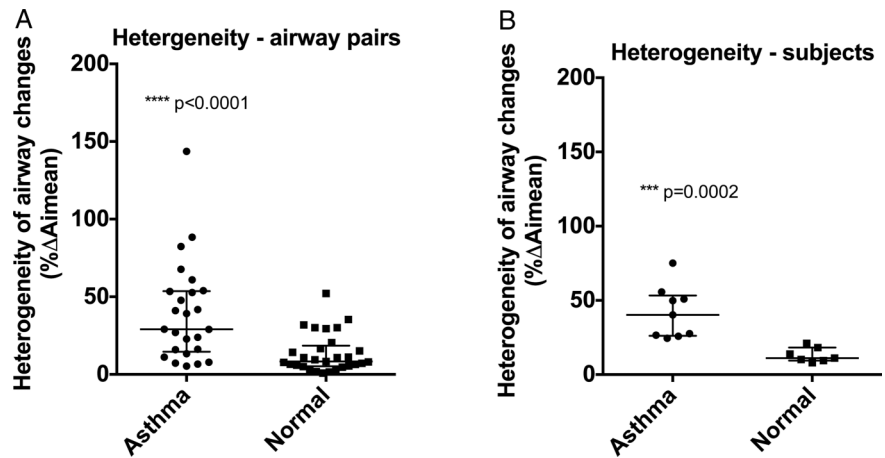 A
Hetergeneity - airway pairs
Heterogeneity of airway changes
(%ΔAimean)
200
150
100
50
0
**** p<0.0001
Asthma
Normal
B
Heterogeneity - subjects
Heterogeneity of airway changes
(%ΔAimean)
200
150
100
50
0
*** p=0.0002
Asthma
Normal